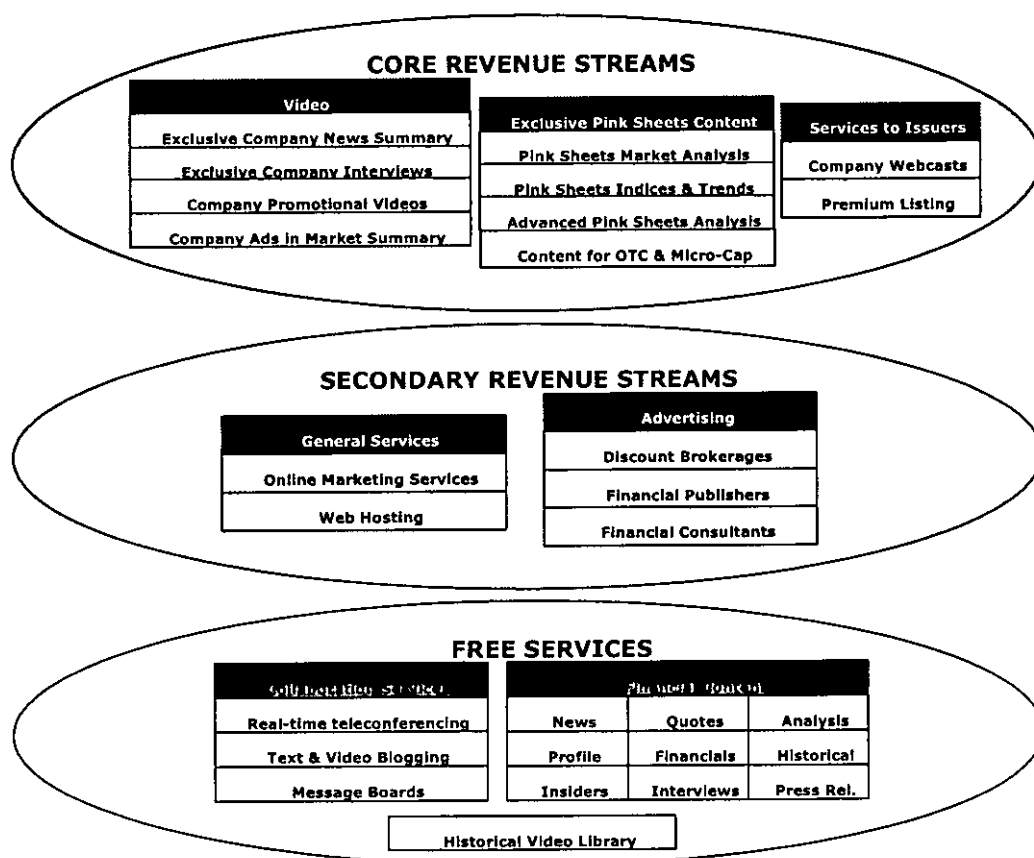 CORE REVENUE STREAMS
Video
Exclusive Company News Summary
Exclusive Company Interviews
Company Promotional Videos
Company Ads in Market Summary
Exclusive Pink Sheets Content
Pink Sheets Market Analysis
Pink Sheets Indices & Trends
Advanced Pink Sheets Analysis
Content for OTC & Micro-Cap
Services to Issuers
Company Webcasts
Premium Listing
SECONDARY REVENUE STREAMS
General Services
Online Marketing Services
Web Hosting
Advertising
Discount Brokerages
Financial Publishers
Financial Consultants
FREE SERVICES
Real-time teleconferencing
Text & Video Blogging
Message Boards
News Quotes Analysis
Profile Financials Historical
Insiders Interviews Press Rel.
Historical Video Library